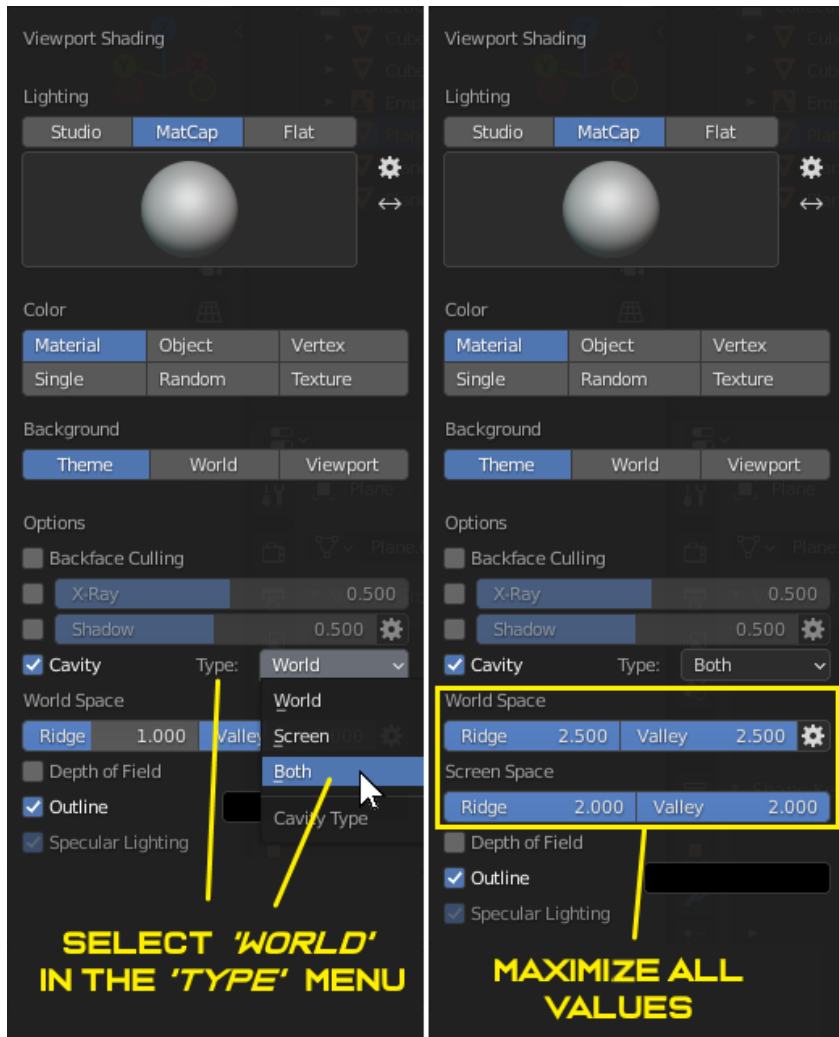 Viewport Shading
Lighting
Studio MatCap Flat
Color
Material Object Vertex
Single Random Texture
Background
Theme World Viewport
Options
Backface Culling
X-Ray 0.500
Shadow 0.500
Cavity Type: World
World Space
World
Ridge 1.000 Valley
Screen
Depth of Field
Both
Outline
Cavity Type
Specular Lighting
SELECT 'WORLD'
IN THE 'TYPE' MENU
Viewport Shading
Lighting
Studio MatCap Flat
Color
Material Object Vertex
Single Random Texture
Background
Theme World Viewport
Plane
Options
Backface Culling
Plane
X-Ray 0.500
Shadow 0.500
Cavity Type: Both
World Space
Ridge 2.500 Valley 2.500
Screen Space
Ridge 2.000 Valley 2.000
Depth of Field
Outline
Specular Lighting
MAXIMIZE ALL
VALUES